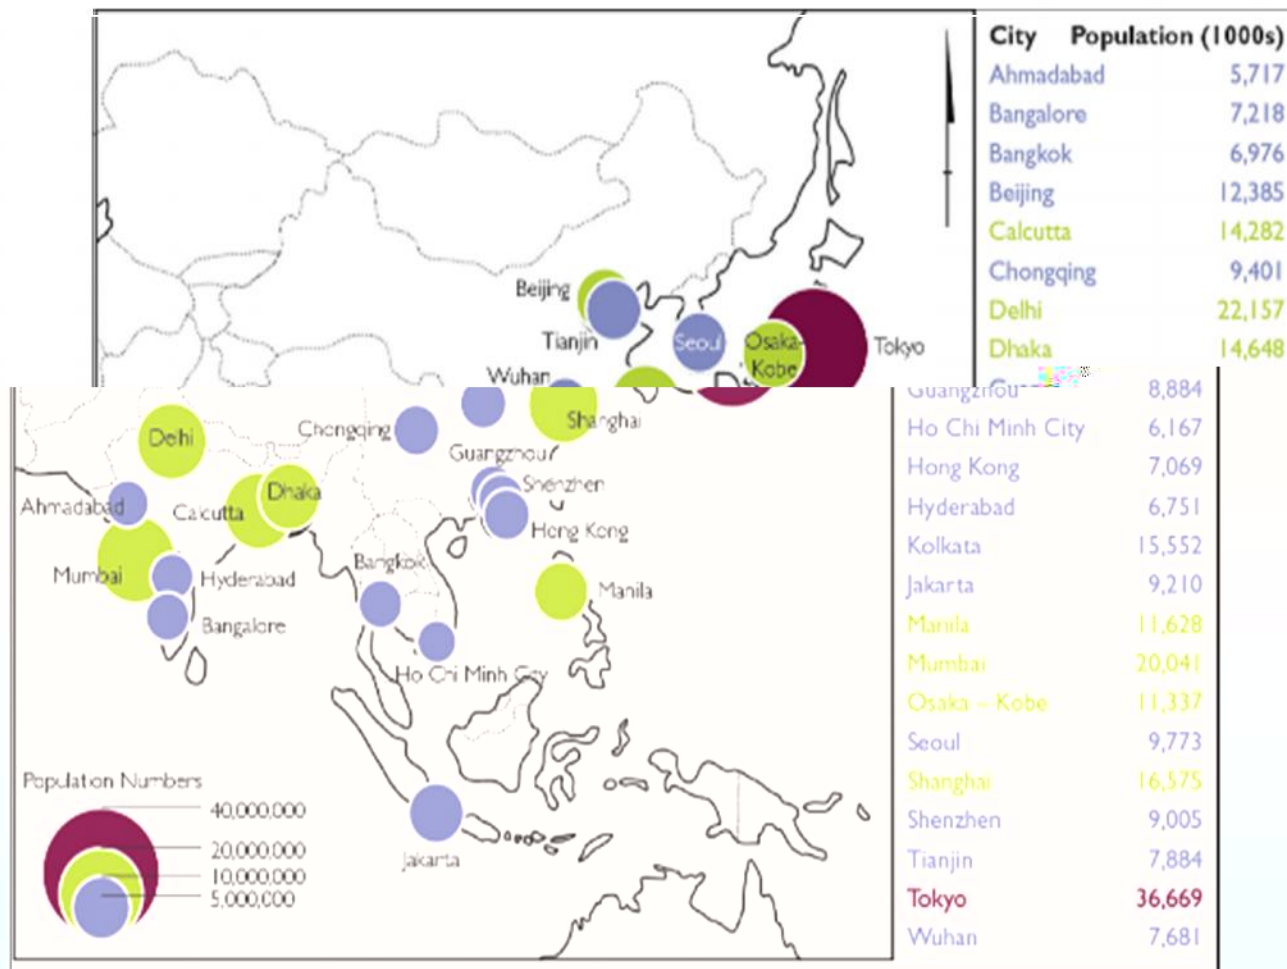 City Population (1000s)
Ahmadabad 5,717
Bangalore 7,218
Bangkok 6,976
Beijing 12,385
Calcutta 14,282
Chongqing 9,401
Delhi 22,157
Dhaka 14,648
Guangzhou 8,884
Ho Chi Minh City 6,167
Hong Kong 7,069
Hyderabad 6,751
Kolkata 15,552
Jakarta 9,210
Manila 11,628
Mumbai 20,041
Osaka – Kobe 11,337
Seoul 9,773
Shanghai 16,575
Shenzhen 9,005
Tianjin 7,884
Tokyo 36,669
Wuhan 7,681
Beijing
Tianjin
Seoul
Osaka-
Kobe
Tokyo
Wuhan
Shanghai
Delhi
Chongqing
Guangzhou
Shenzhen
Ahmadabad
Calcutta
Dhaka
Hong Kong
Bangkok
Mumbai
Hyderabad
Manila
Bangalore
Ho Chi Minh City
Jakarta
Population Numbers
40,000,000
20,000,000
10,000,000
5,000,000